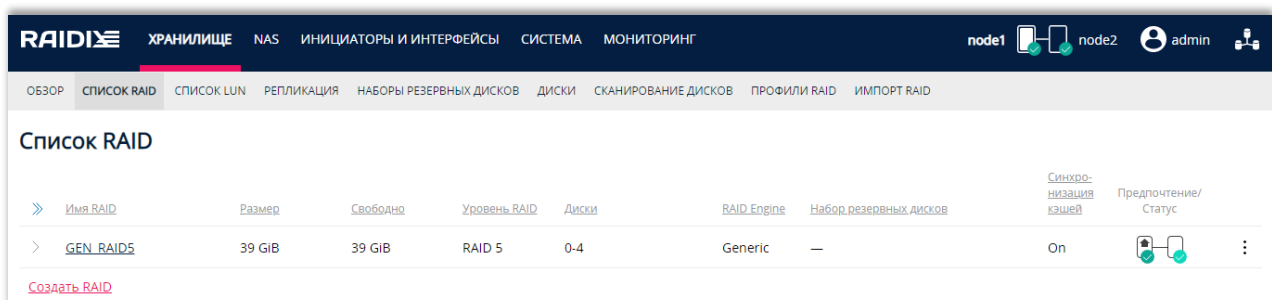 RAIDIX ХРАНИЛИЩЕ NAS ИНИЦИАТОРЫ И ИНТЕРФЕЙСЫ СИСТЕМА МОНИТОРИНГ node1 node2 admin
ОБЗОР СПИСОК RAID СПИСОК LUN РЕПЛИКАЦИЯ НАБОРЫ РЕЗЕРВНЫХ ДИСКОВ ДИСКИ СКАНИРОВАНИЕ ДИСКОВ ПРОФИЛИ RAID ИМПОРТ RAID
Список RAID
Имя RAID Размер Свободно Уровень RAID Диски RAID Engine Набор резервных дисков Синхро-
низация
кэшей Предпочтение/
Статус
GEN_RAID5 39 GiB 39 GiB RAID 5 0-4 Generic — On
Создать RAID